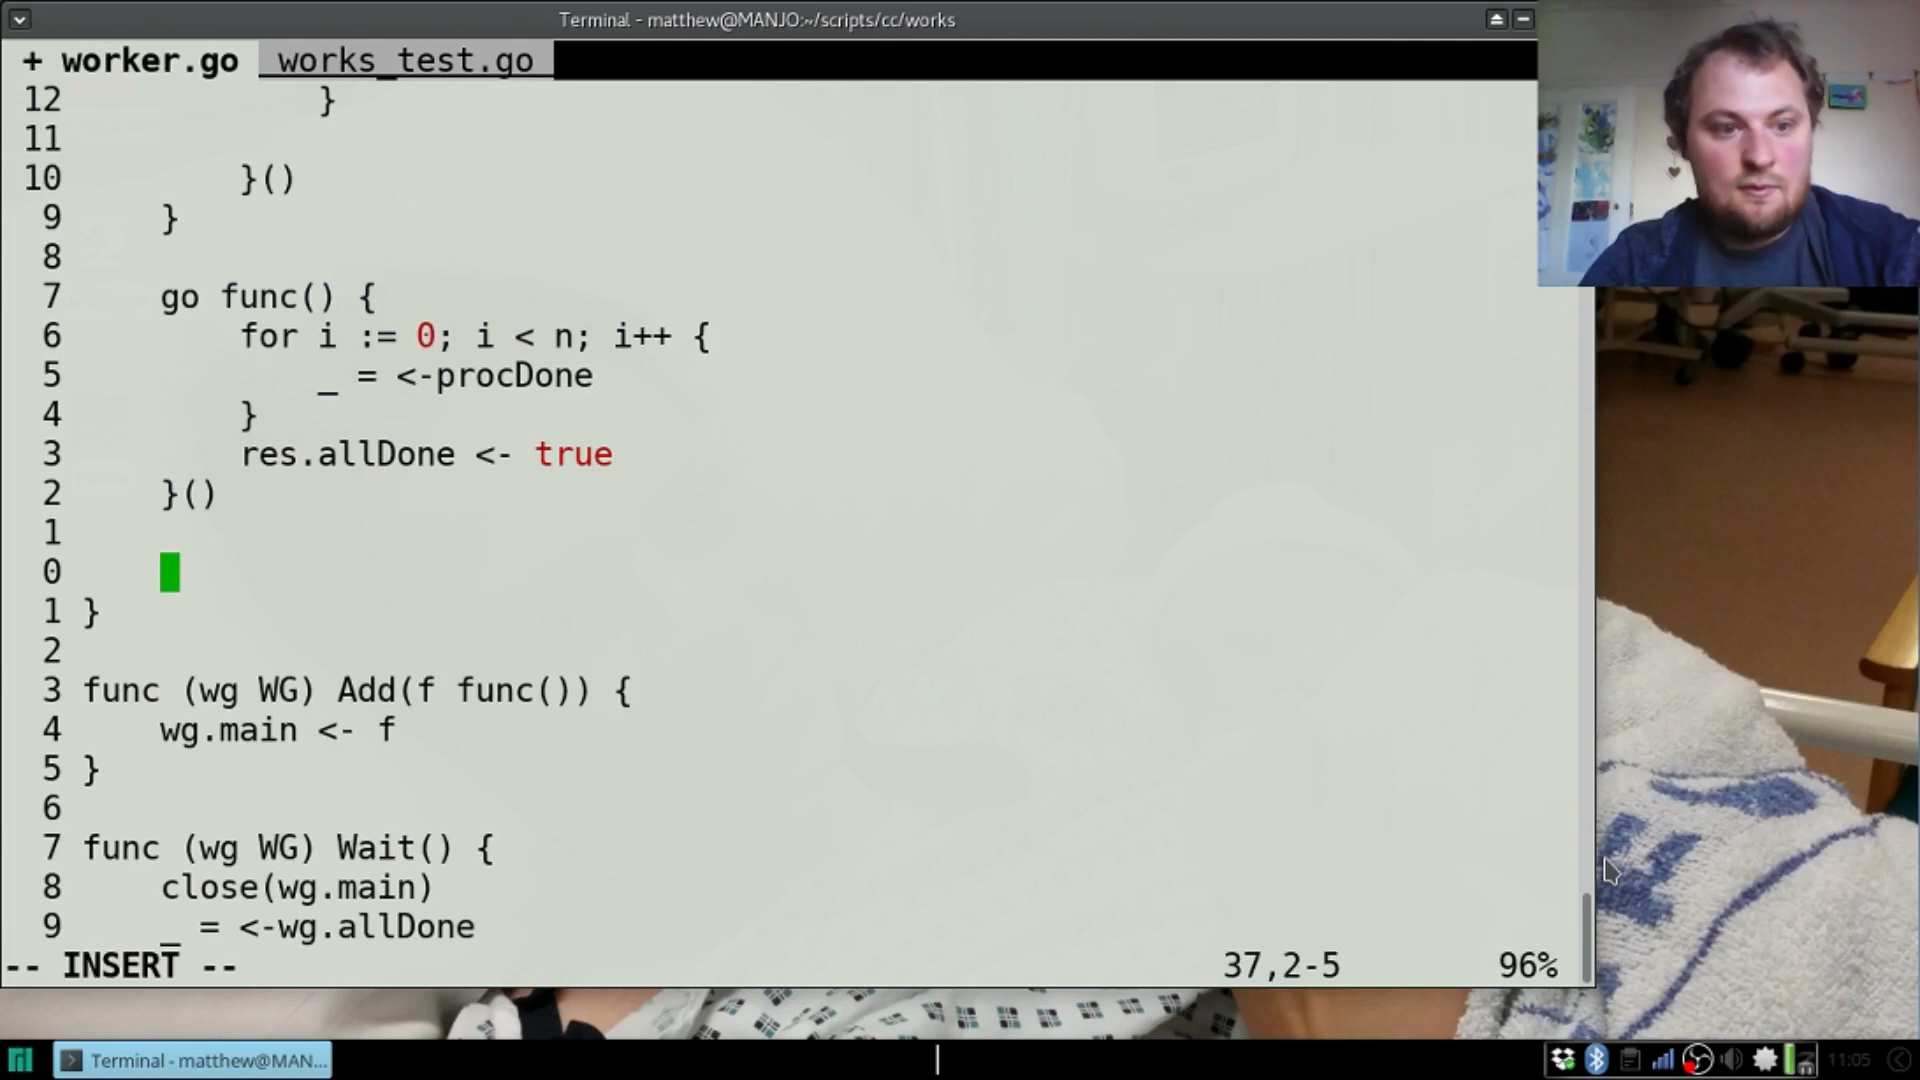 Terminal - matthew@MANJO:~/scripts/cc/works
+ worker.go works_test.go
12 }
11
10 }()
9 }
8
7 go func() {
6 for i := 0; i < n; i++ {
5 _ = <-procDone
4 }
3 res.allDone <- true
2 }()
1
0
1 }
2
3 func (wg WG) Add(f func()) {
4 wg.main <- f
5 }
6
7 func (wg WG) Wait() {
8 close(wg.main)
9 _ = <-wg.allDone
-- INSERT -- 37,2-5 96%
Terminal - matthew@MAN... 11:05